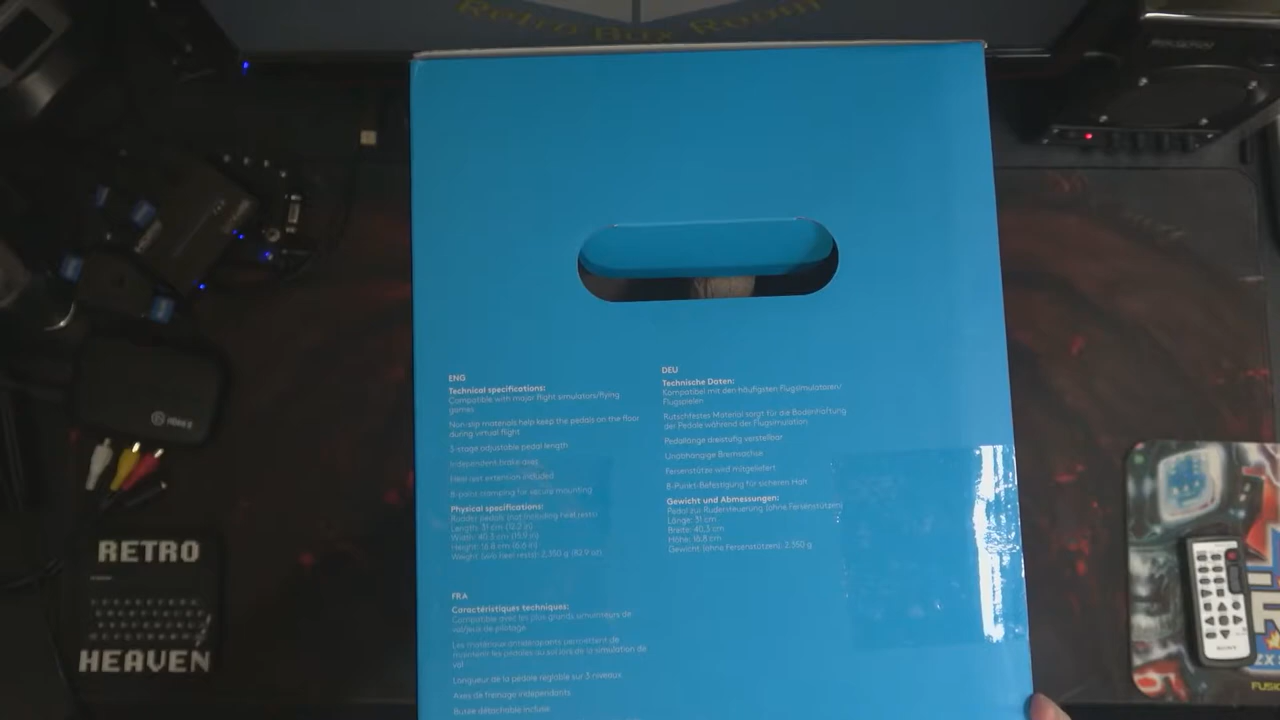 Retro Aux Room
ENG
Technical specifications:
Compatible with major flight simulators/flying
games
Non-slip materials help keep the pedals on the floor
during virtual flight
3-stage adjustable pedal length
Independent brake axes
Heel rest extention included
8-point clamping for secure mounting
Physical specifications:
Rudder pedals (not including heel rests)
Length: 31 cm (12.2 in)
Width: 40.3 cm (15.9 in)
Height: 16.8 cm (6.6 in)
Weight (w/o heel rests): 2,350 g (82.9 oz)
DEU
Technische Daten:
Kompatibel mit den häufigsten Flugsimulatoren/
Flugspielen
Rutschfestes Material sorgt für die Bodenhaftung
der Pedale während der Flugsimulation
Pedallänge dreistufig verstellbar
Unabhängige Bremsachse
Fersenstütze wird mitgeliefert
8-Punkt-Befestigung für sicheren Halt
Gewicht und Abmessungen:
Pedal zur Rudersteuerung (ohne Fersenstützen)
Länge: 31 cm
Breite: 40,3 cm
Höhe: 16,8 cm
Gewicht (ohne Fersenstützen): 2.350 g
FRA
Caractéristiques techniques:
Compatible avec les plus grands simulateurs de
vol/jeux de pilotage
Les matériaux antidérapants permettent de
maintenir les pédales au sol lors de la simulation de
vol
Longueur de la pédale réglable sur 3 niveaux
Axes de freinage indépendants
Butée détachable incluse
RETRO
HEAVEN
SONY